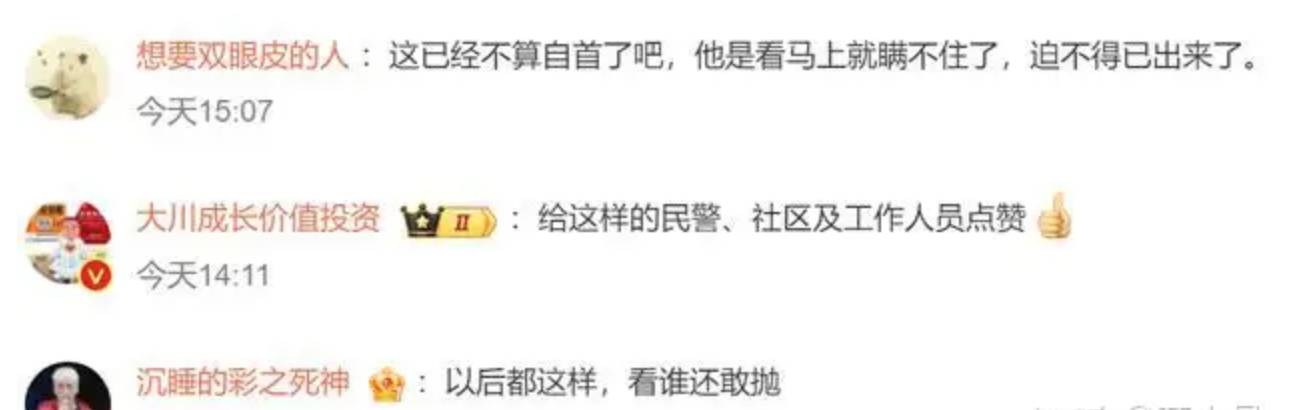 想要双眼皮的人：这已经不算自首了吧，他是看马上就瞒不住了，迫不得已出来了。
今天15:07
大川成长价值投资 II：给这样的民警、社区及工作人员点赞
今天14:11
沉睡的彩之死神：以后都这样，看谁还敢抛